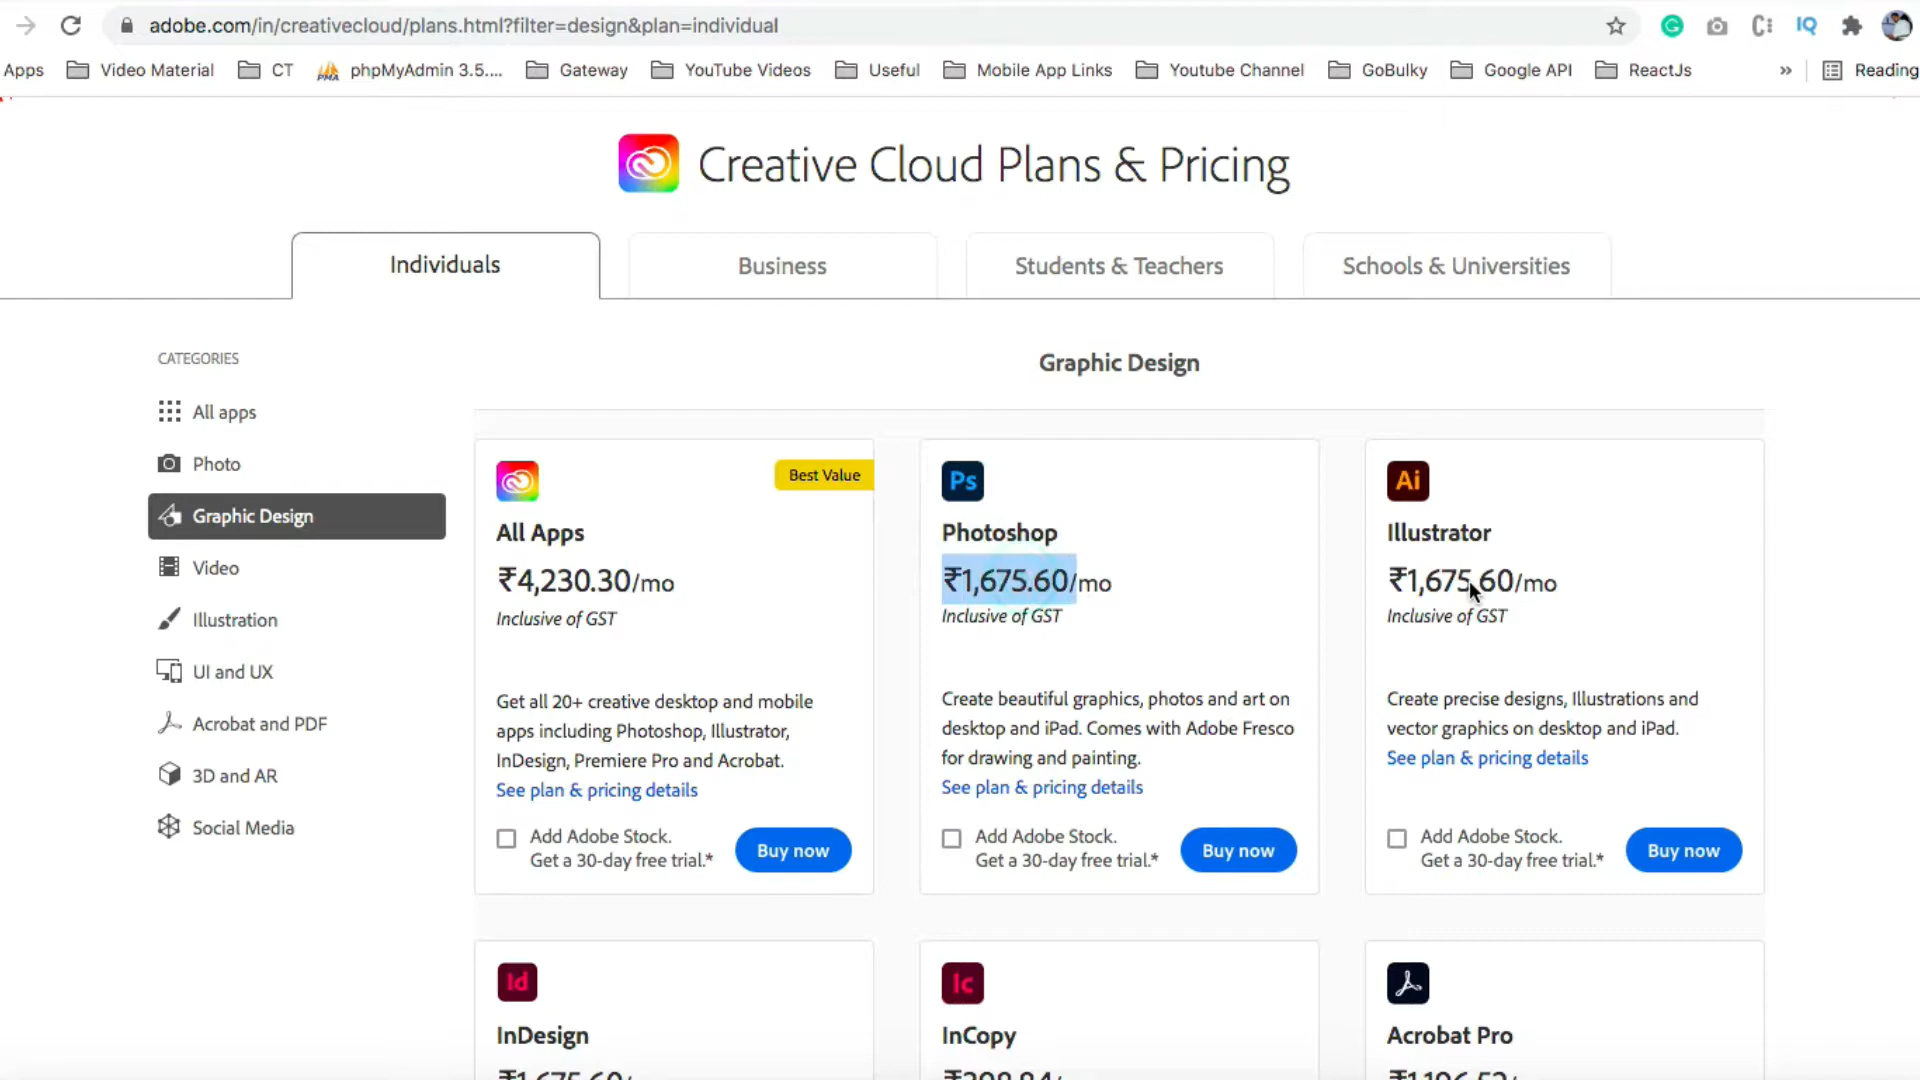 adobe.com/in/creativecloud/plans.html?filter=design&plan=individual
Apps Video Material CT phpMyAdmin 3.5.... Gateway YouTube Videos Useful Mobile App Links Youtube Channel GoBulky Google API ReactJs » Reading
Creative Cloud Plans & Pricing
Individuals Business Students & Teachers Schools & Universities
CATEGORIES
All apps
Photo
Graphic Design
Video
Illustration
UI and UX
Acrobat and PDF
3D and AR
Social Media
Graphic Design
Best Value
All Apps
₹4,230.30/mo
Inclusive of GST
Get all 20+ creative desktop and mobile
apps including Photoshop, Illustrator,
InDesign, Premiere Pro and Acrobat.
See plan & pricing details
Add Adobe Stock.
Get a 30-day free trial.*
Buy now
Ps
Photoshop
₹1,675.60/mo
Inclusive of GST
Create beautiful graphics, photos and art on
desktop and iPad. Comes with Adobe Fresco
for drawing and painting.
See plan & pricing details
Add Adobe Stock.
Get a 30-day free trial.*
Buy now
Ai
Illustrator
₹1,675.60/mo
Inclusive of GST
Create precise designs, Illustrations and
vector graphics on desktop and iPad.
See plan & pricing details
Add Adobe Stock.
Get a 30-day free trial.*
Buy now
Id
InDesign
Ic
InCopy
Acrobat Pro